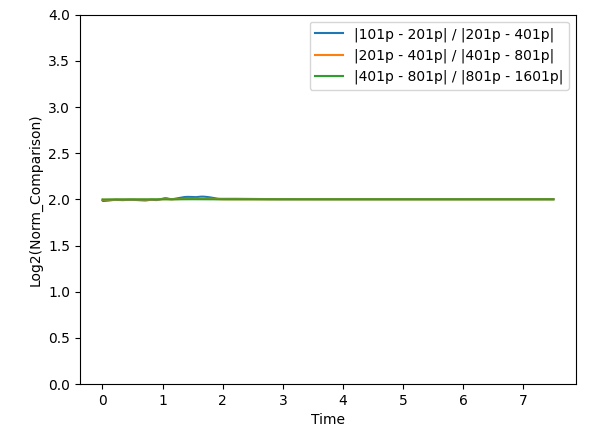 4.0
3.5
3.0
2.5
2.0
1.5
1.0
0.5
0.0
Log2(Norm_Comparison)
|101p - 201p| / |201p - 401p|
|201p - 401p| / |401p - 801p|
|401p - 801p| / |801p - 1601p|
0 1 2 3 4 5 6 7
Time